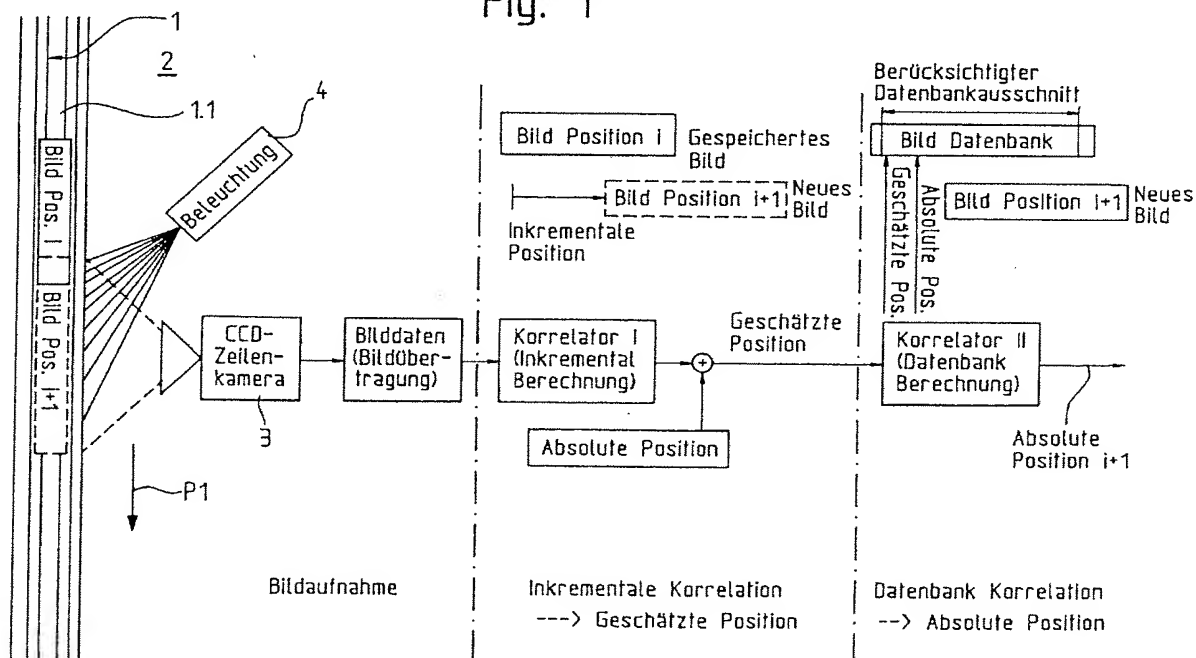 Fig. 1
1
2
1.1
4
Beleuchtung
Bild Pos. i
Bild Pos. i+1
CCD-
Zeilen-
kamera
3
Bilddaten
(Bildüber-
tragung)
P1
Bildaufnahme
Bild Position i
Gespeichertes
Bild
Bild Position i+1
Neues
Bild
Inkrementale
Position
Korrelator I
(Inkremental
Berechnung)
+
Geschätzte
Position
Absolute Position
Inkrementale Korrelation
---> Geschätzte Position
Berücksichtigter
Datenbankausschnitt
Bild Datenbank
Geschätzte Pos.
Absolute Pos.
Bild Position i+1
Neues
Bild
Korrelator II
(Datenbank
Berechnung)
Absolute
Position i+1
Datenbank Korrelation
--> Absolute Position